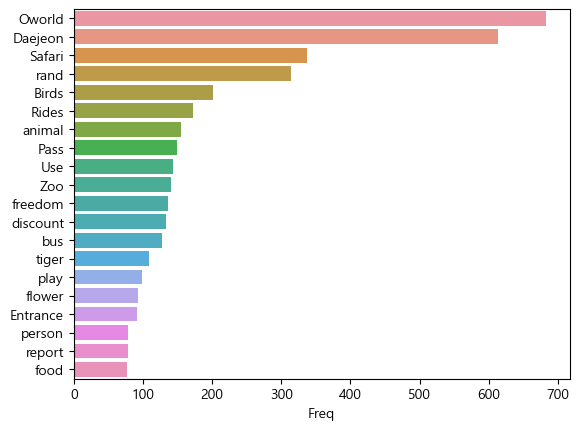 Oworld
Daejeon
Safari
rand
Birds
Rides
animal
Pass
Use
Zoo
freedom
discount
bus
tiger
play
flower
Entrance
person
report
food
0 100 200 300 400 500 600 700
Freq